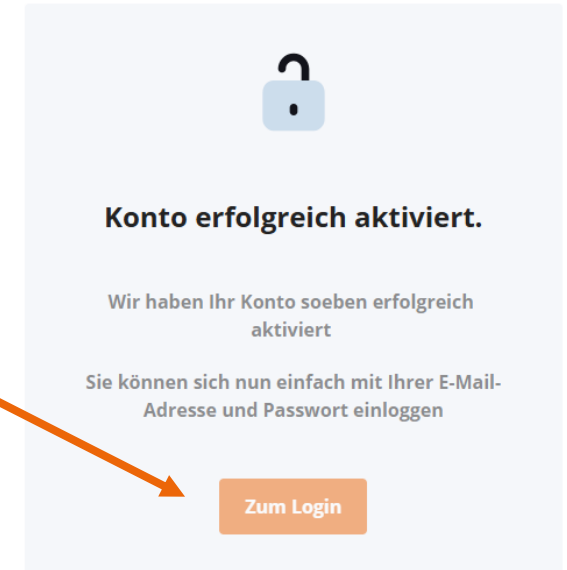 Konto erfolgreich aktiviert.
Wir haben Ihr Konto soeben erfolgreich
aktiviert
Sie können sich nun einfach mit Ihrer E-Mail-
Adresse und Passwort einloggen
Zum Login